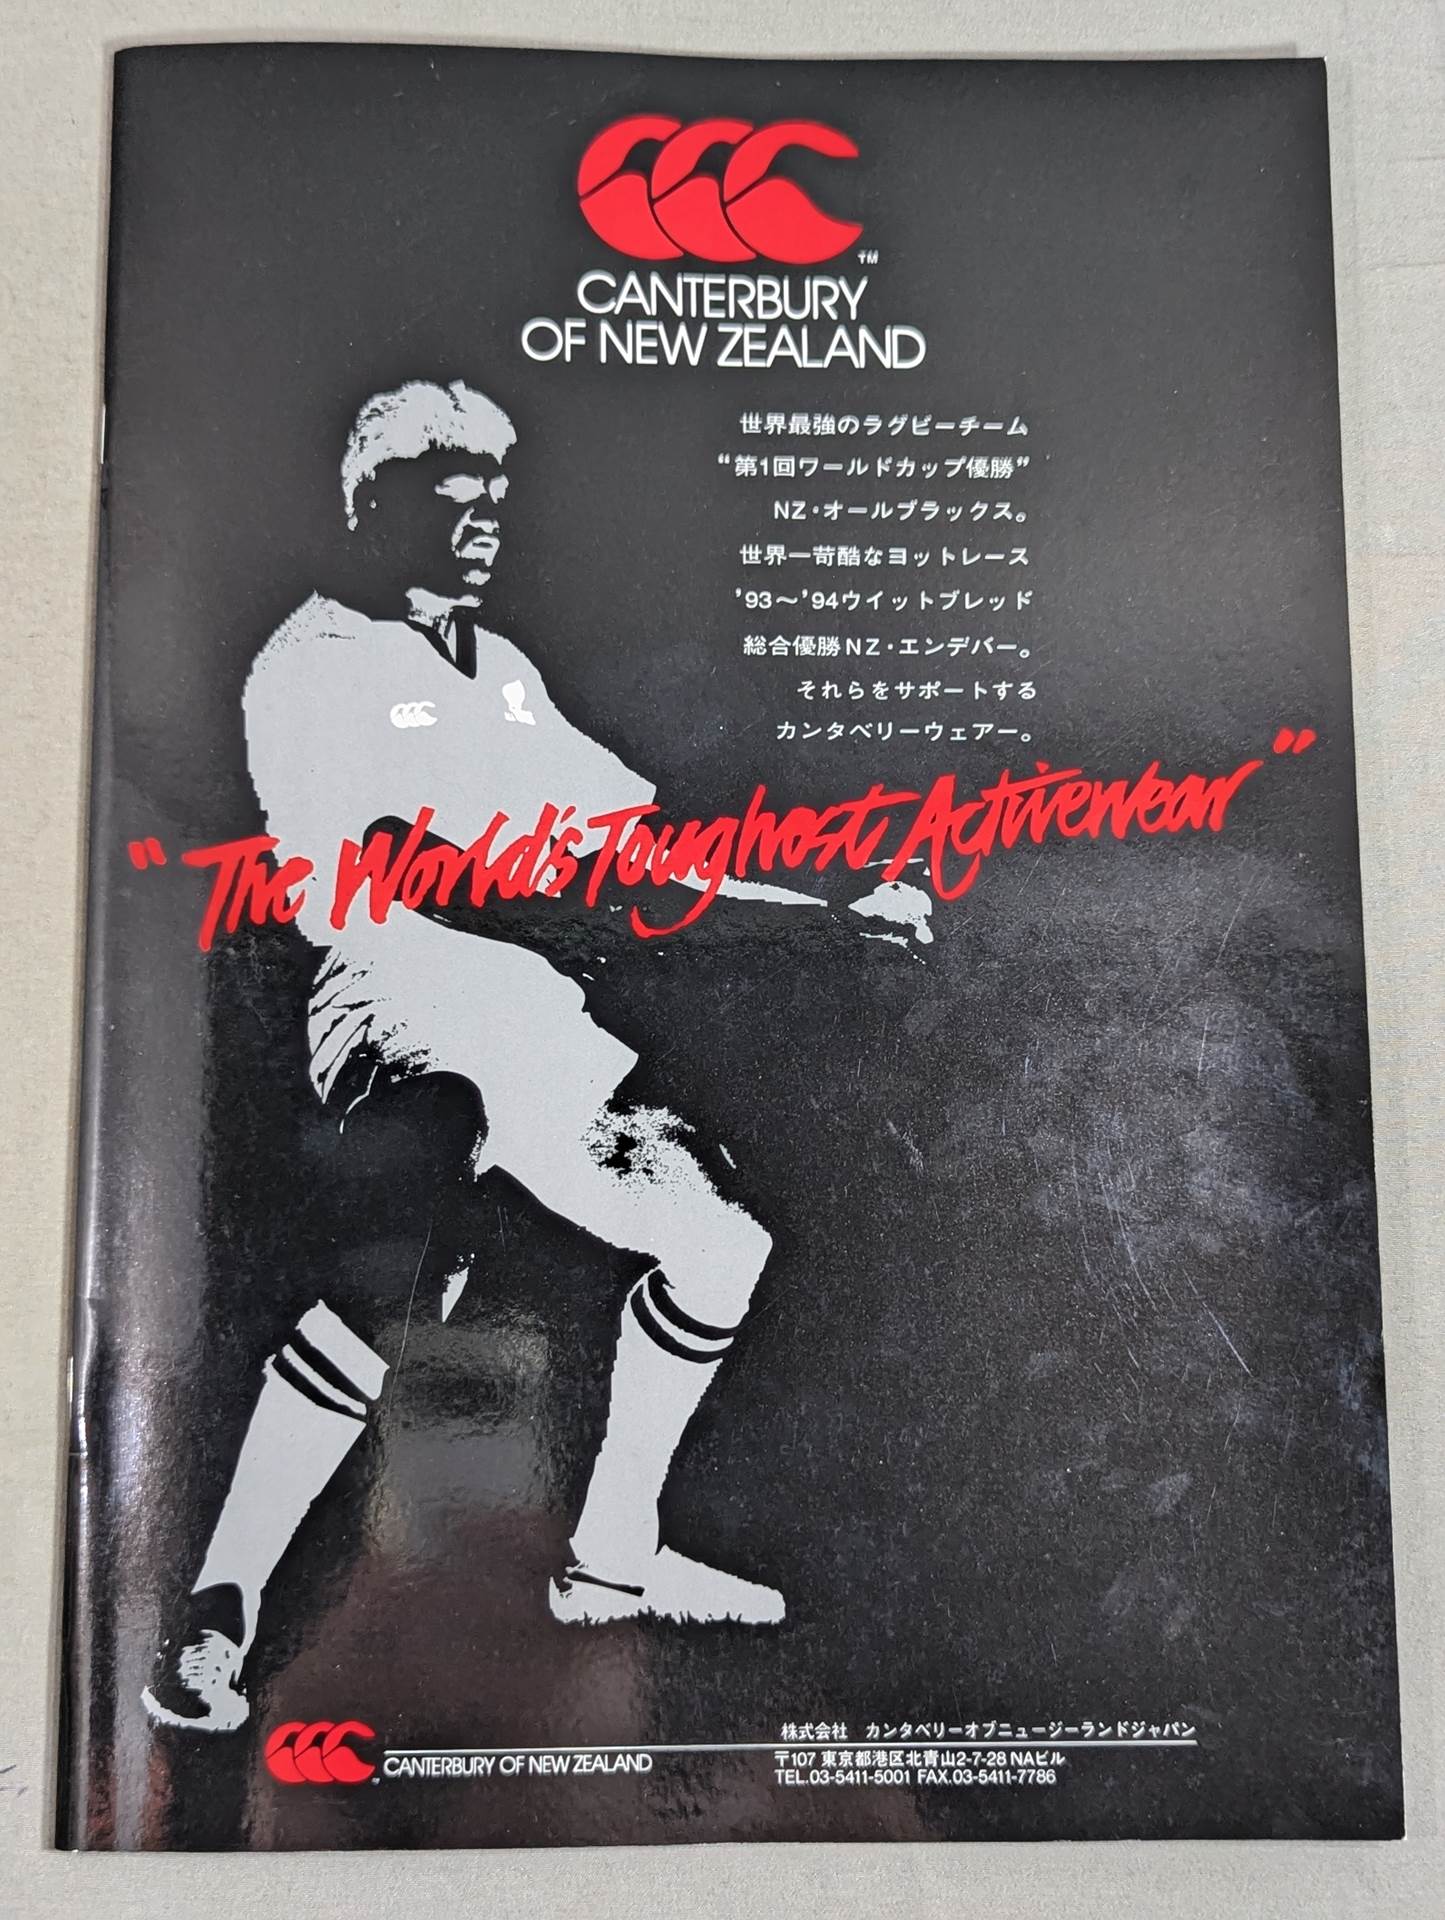 CCC
TM
CANTERBURY
OF NEW ZEALAND
世界最強のラグビーチーム
“第1回ワールドカップ優勝”
NZ・オールブラックス。
世界一苛酷なヨットレース
’93〜’94ウイットブレッド
総合優勝NZ・エンデバー。
それらをサポートする
カンタベリーウェアー。
“The World's Toughest Activewear”
CCC
CCC
CANTERBURY OF NEW ZEALAND
株式会社 カンタベリーオブニュージーランドジャパン
〒107 東京都港区北青山2-7-28 NAビル
TEL.03-5411-5001 FAX.03-5411-7786